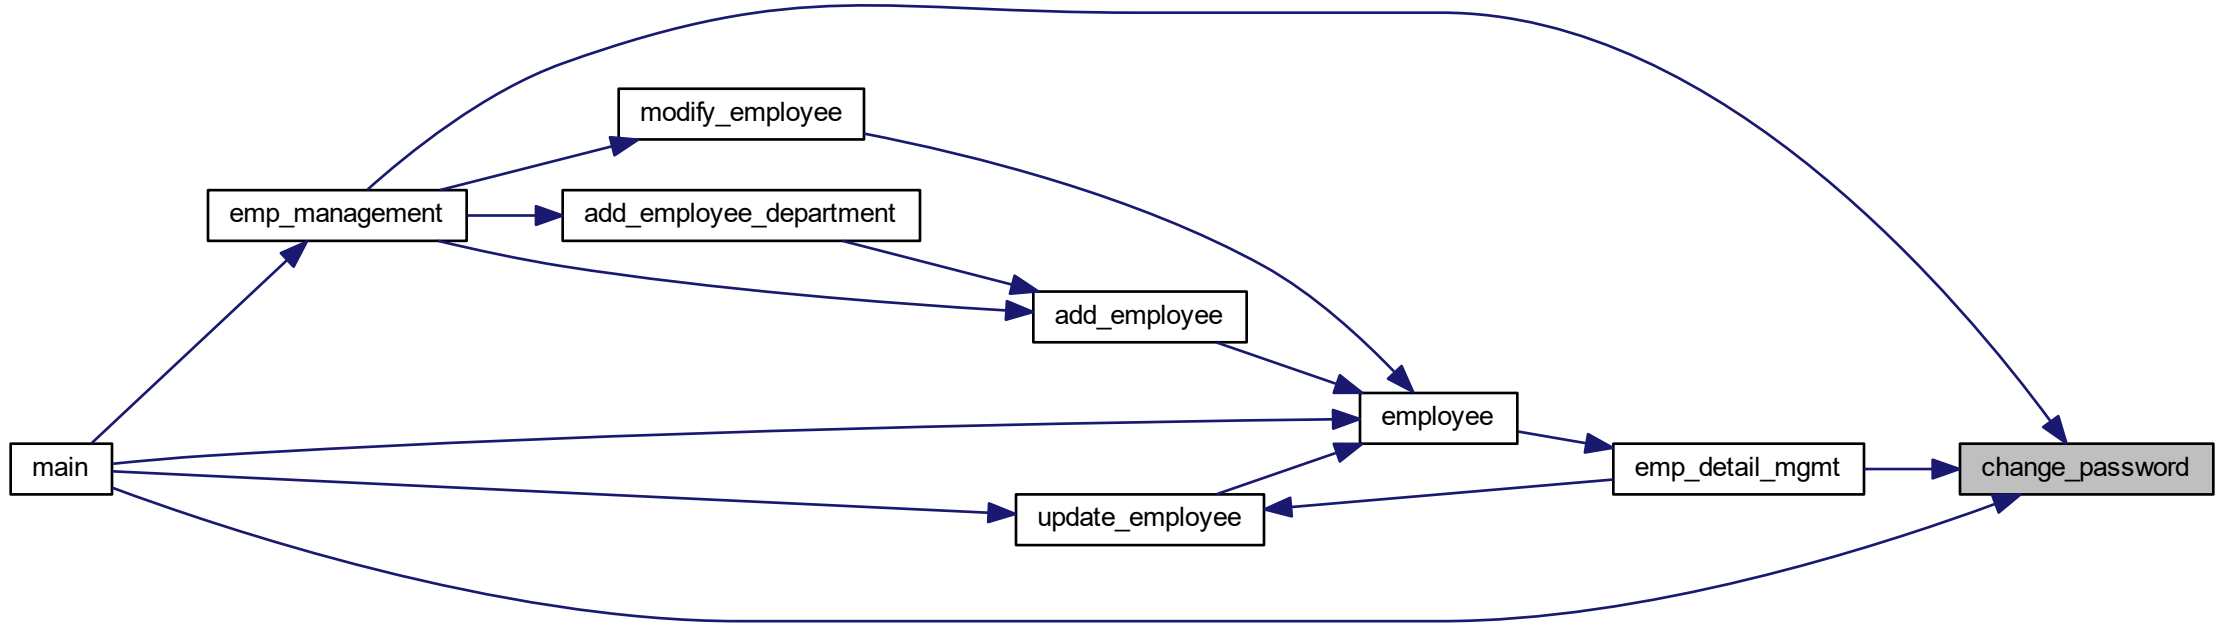 modify_employee
emp_management
add_employee_department
add_employee
employee
main
emp_detail_mgmt
change_password
update_employee